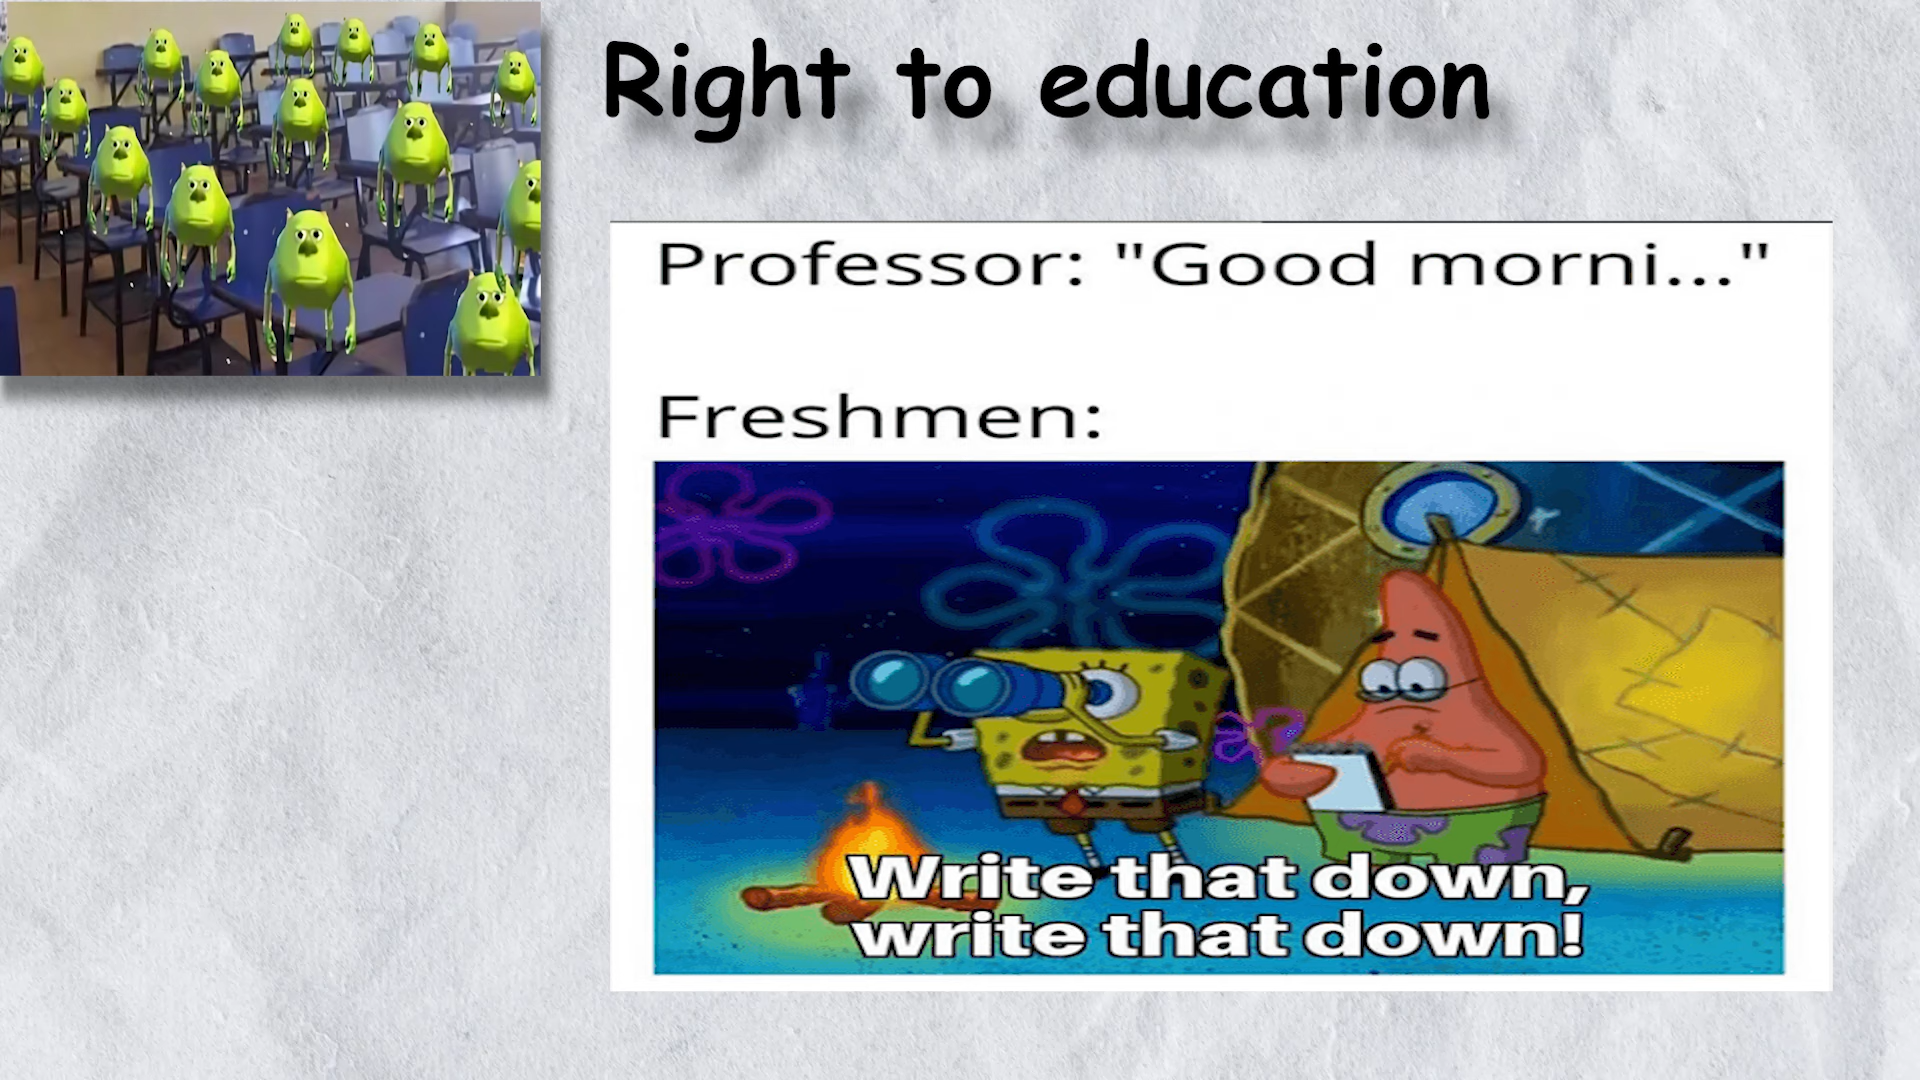 Right to education
Professor: "Good morni..."
Freshmen:
Write that down,
write that down!